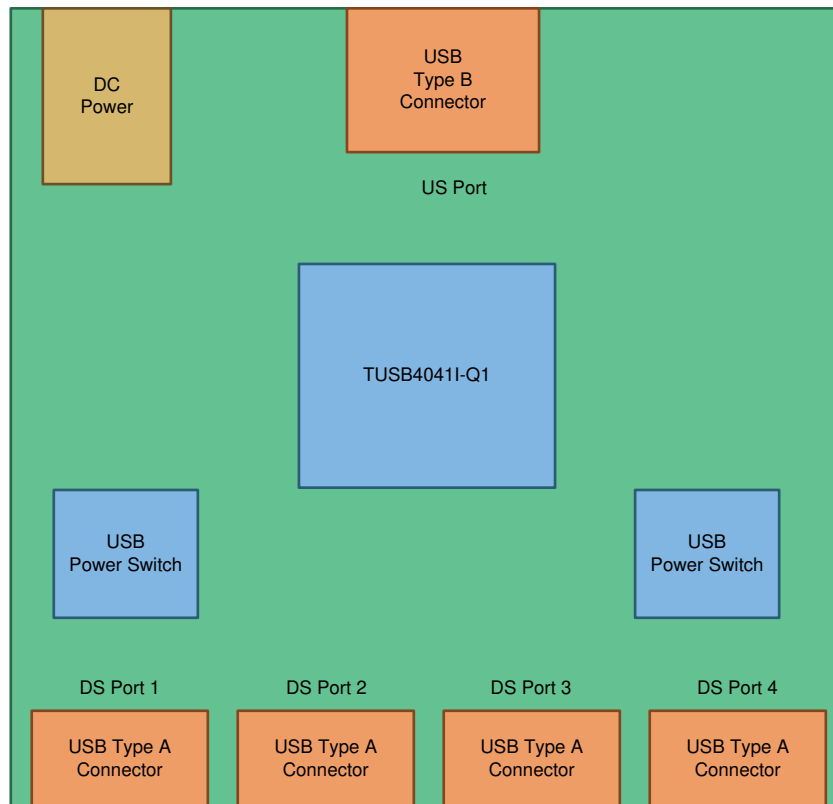 DC
Power
USB
Type B
Connector
US Port
TUSB4041I-Q1
USB
Power Switch
USB
Power Switch
DS Port 1
DS Port 2
DS Port 3
DS Port 4
USB Type A
Connector
USB Type A
Connector
USB Type A
Connector
USB Type A
Connector